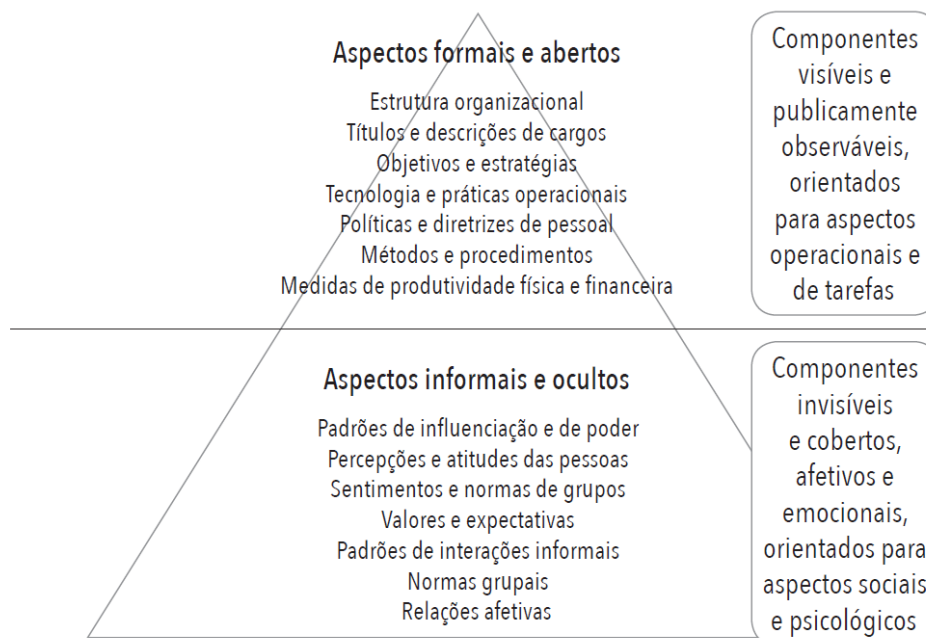 Aspectos formais e abertos
Estrutura organizacional
Títulos e descrições de cargos
Objetivos e estratégias
Tecnologia e práticas operacionais
Políticas e diretrizes de pessoal
Métodos e procedimentos
Medidas de produtividade física e financeira
Componentes
visíveis e
publicamente
observáveis,
orientados
para aspectos
operacionais e
de tarefas
Aspectos informais e ocultos
Padrões de influenciação e de poder
Percepções e atitudes das pessoas
Sentimentos e normas de grupos
Valores e expectativas
Padrões de interações informais
Normas grupais
Relações afetivas
Componentes
invisíveis
e cobertos,
afetivos e
emocionais,
orientados para
aspectos sociais
e psicológicos